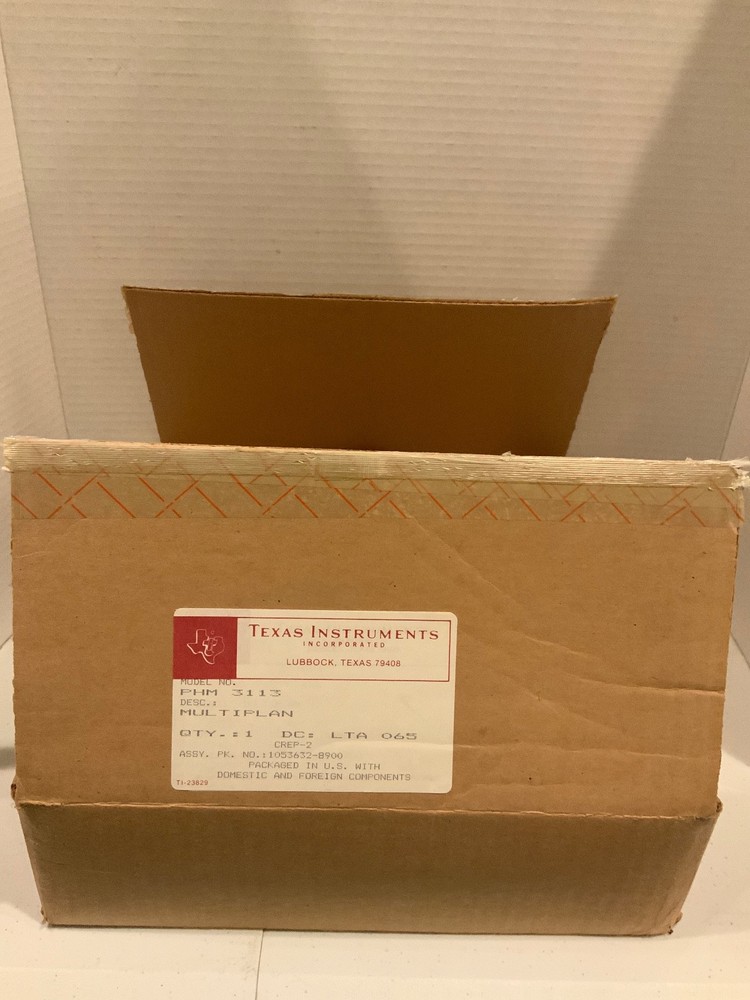 TEXAS INSTRUMENTS
INCORPORATED
LUBBOCK, TEXAS 79408
MODEL NO.
PHM 3113
DESC.:
MULTIPLAN
QTY.:1 DC: LTA 065
CREP-2
ASSY. PK. NO.:1053632-8900
PACKAGED IN U.S. WITH
DOMESTIC AND FOREIGN COMPONENTS
TI-23829